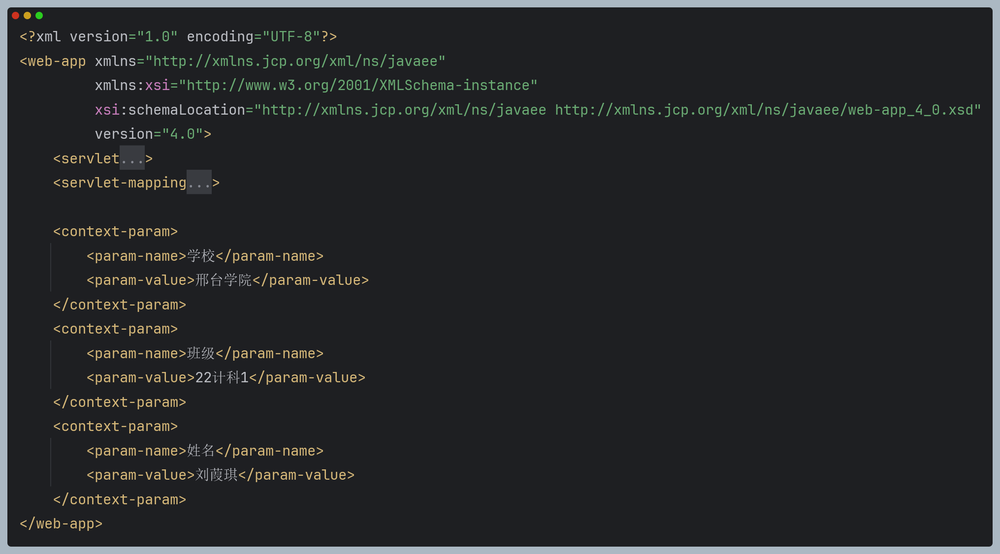 <?xml version="1.0" encoding="UTF-8"?>
<web-app xmlns="http://xmlns.jcp.org/xml/ns/javaee"
         xmlns:xsi="http://www.w3.org/2001/XMLSchema-instance"
         xsi:schemaLocation="http://xmlns.jcp.org/xml/ns/javaee http://xmlns.jcp.org/xml/ns/javaee/web-app_4_0.xsd"
         version="4.0">
    <servlet...>
    <servlet-mapping...>

    <context-param>
        <param-name>学校</param-name>
        <param-value>邢台学院</param-value>
    </context-param>
    <context-param>
        <param-name>班级</param-name>
        <param-value>22计科1</param-value>
    </context-param>
    <context-param>
        <param-name>姓名</param-name>
        <param-value>刘葭琪</param-value>
    </context-param>
</web-app>